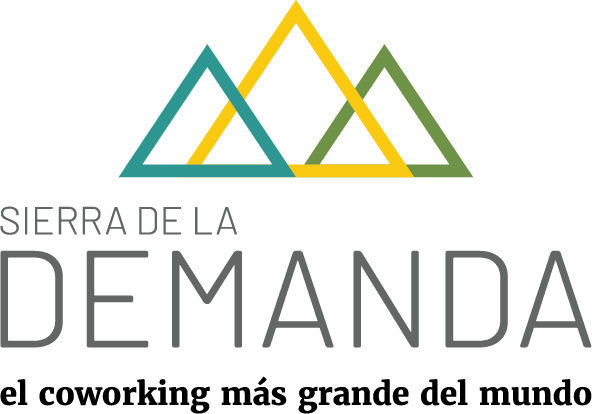 SIERRA DE LA
DEMANDA
el coworking más grande del mundo